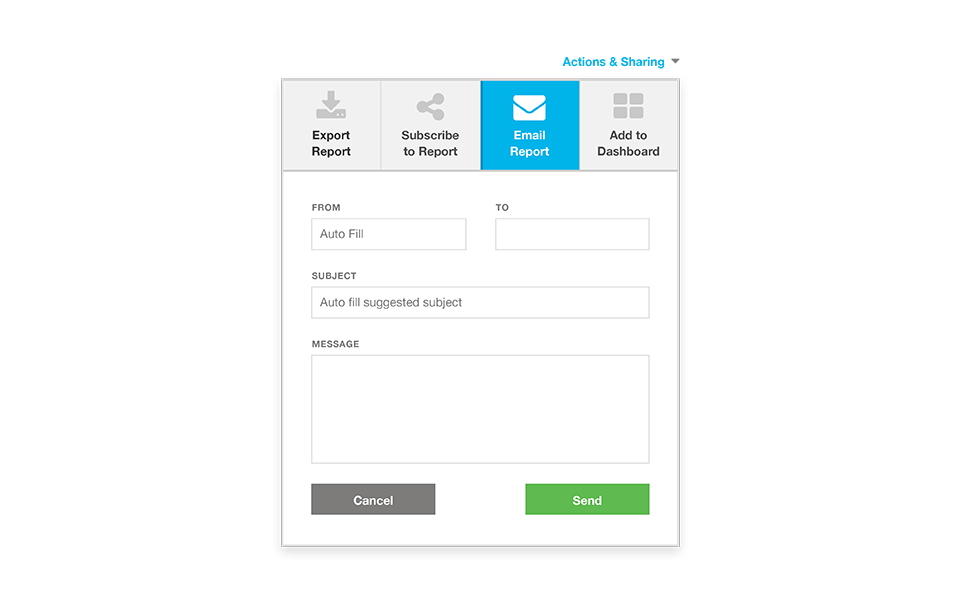 Actions & Sharing
Export
Report
Subscribe
to Report
Email
Report
Add to
Dashboard
FROM
TO
Auto Fill
SUBJECT
Auto fill suggested subject
MESSAGE
Cancel
Send